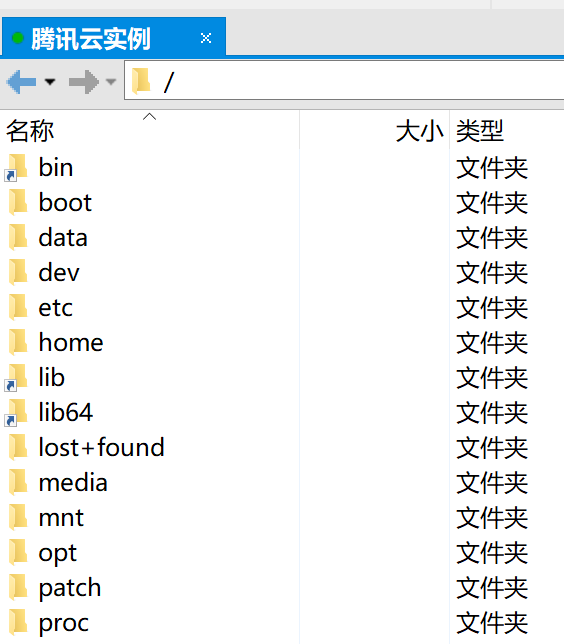 腾讯云实例
/
名称 大小 类型
bin 文件夹
boot 文件夹
data 文件夹
dev 文件夹
etc 文件夹
home 文件夹
lib 文件夹
lib64 文件夹
lost+found 文件夹
media 文件夹
mnt 文件夹
opt 文件夹
patch 文件夹
proc 文件夹